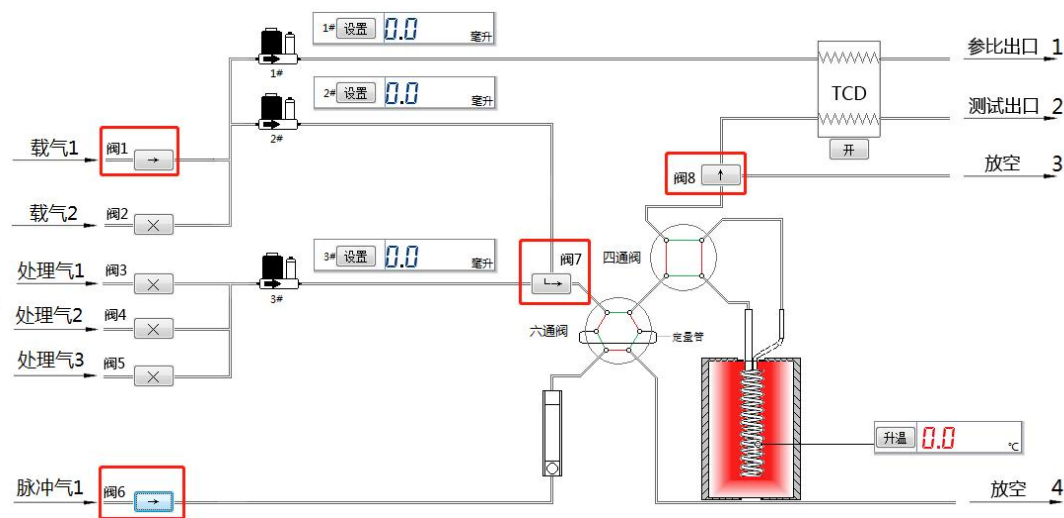 1# 设置 0.0 毫升
参比出口 1
1#
TCD
2# 设置 0.0 毫升
测试出口 2
2#
载气1 阀1 →
开
阀8 ↑
放空 3
载气2 阀2 ×
3# 设置 0.0 毫升
阀7
四通阀
处理气1 阀3 ×
3#
处理气2 阀4 ×
六通阀
定量管
处理气3 阀5 ×
升温 0.0 ℃
脉冲气1 阀6 →
放空 4